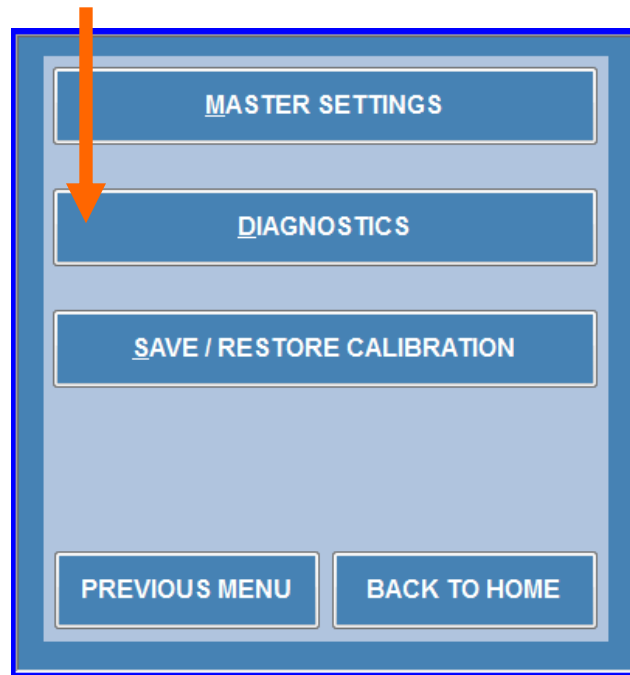 MASTER SETTINGS
DIAGNOSTICS
SAVE / RESTORE CALIBRATION
PREVIOUS MENU
BACK TO HOME